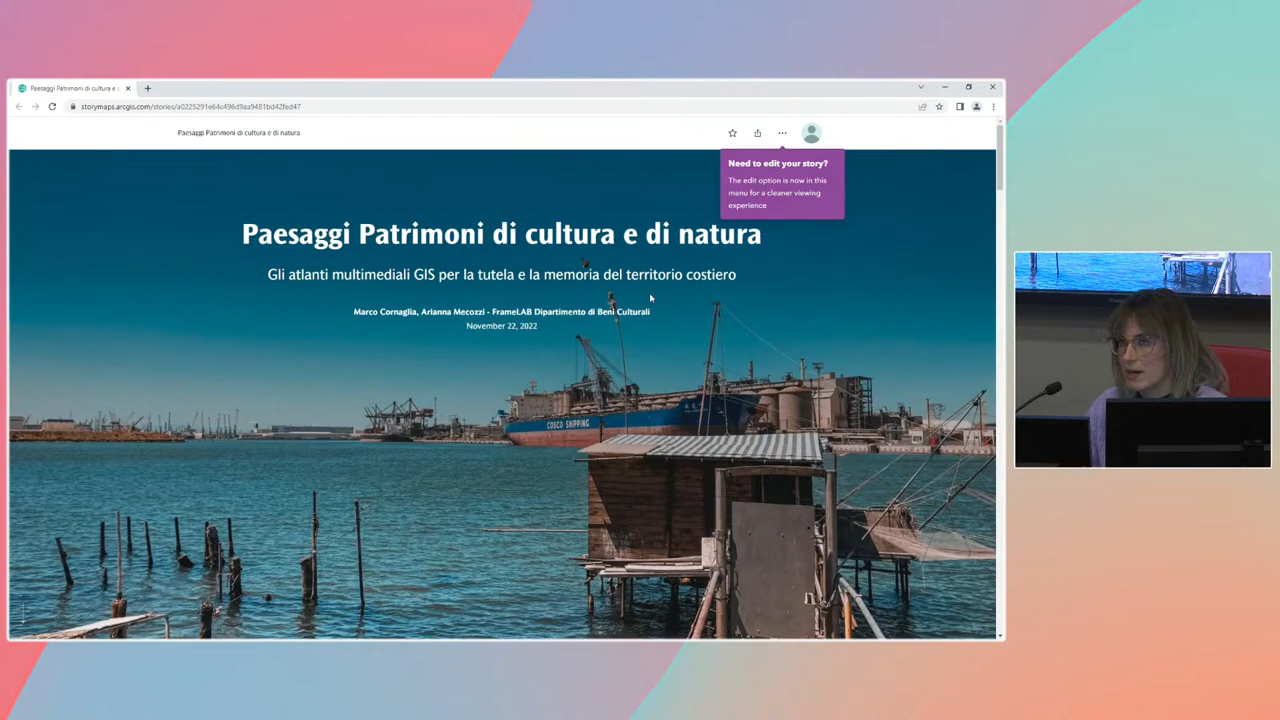 Paesaggi Patrimoni di cultura e c
storymaps.arcgis.com/stories/a0225291e64c496d9aa9481bd42fed47
Paesaggi Patrimoni di cultura e di natura
Need to edit your story?
The edit option is now in this
menu for a cleaner viewing
experience
Paesaggi Patrimoni di cultura e di natura
Gli atlanti multimediali GIS per la tutela e la memoria del territorio costiero
Marco Cornaglia, Arianna Mecozzi - FrameLAB Dipartimento di Beni Culturali
November 22, 2022
COSCO SHIPPING